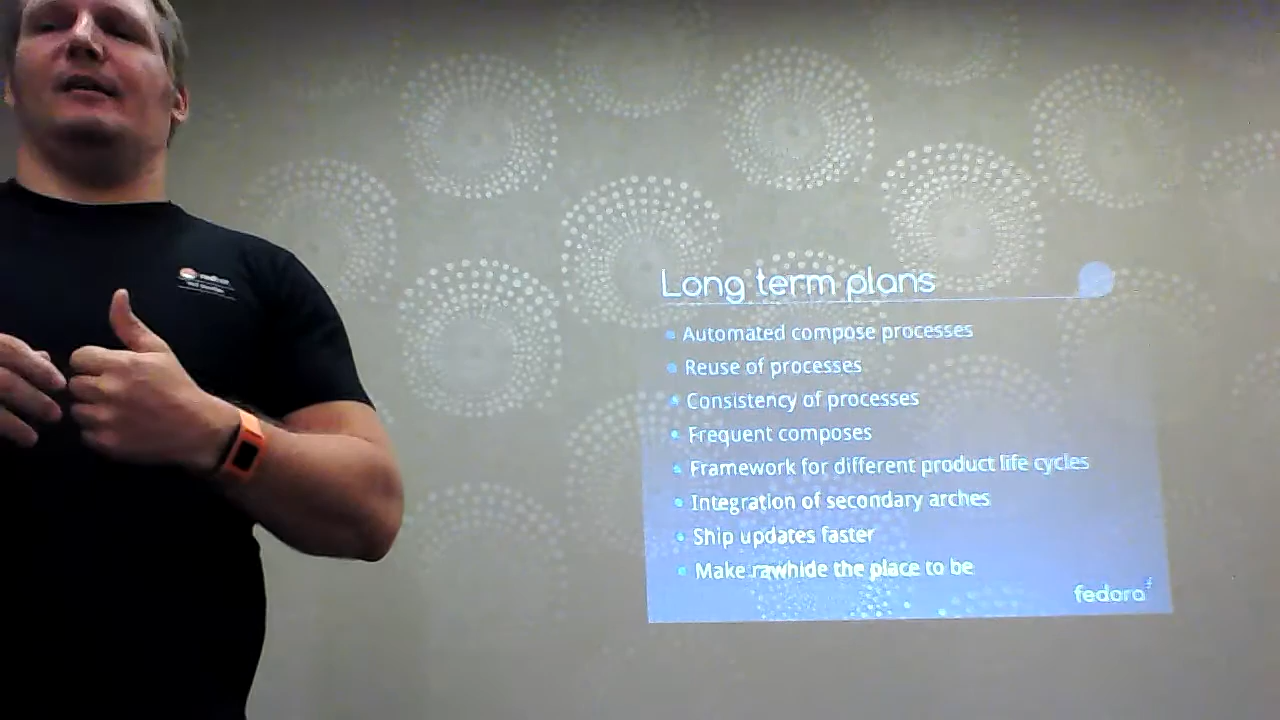 Long term plans
Automated compose processes
Reuse of processes
Consistency of processes
Frequent composes
Framework for different product life cycles
Integration of secondary arches
Ship updates faster
Make rawhide the place to be
fedora